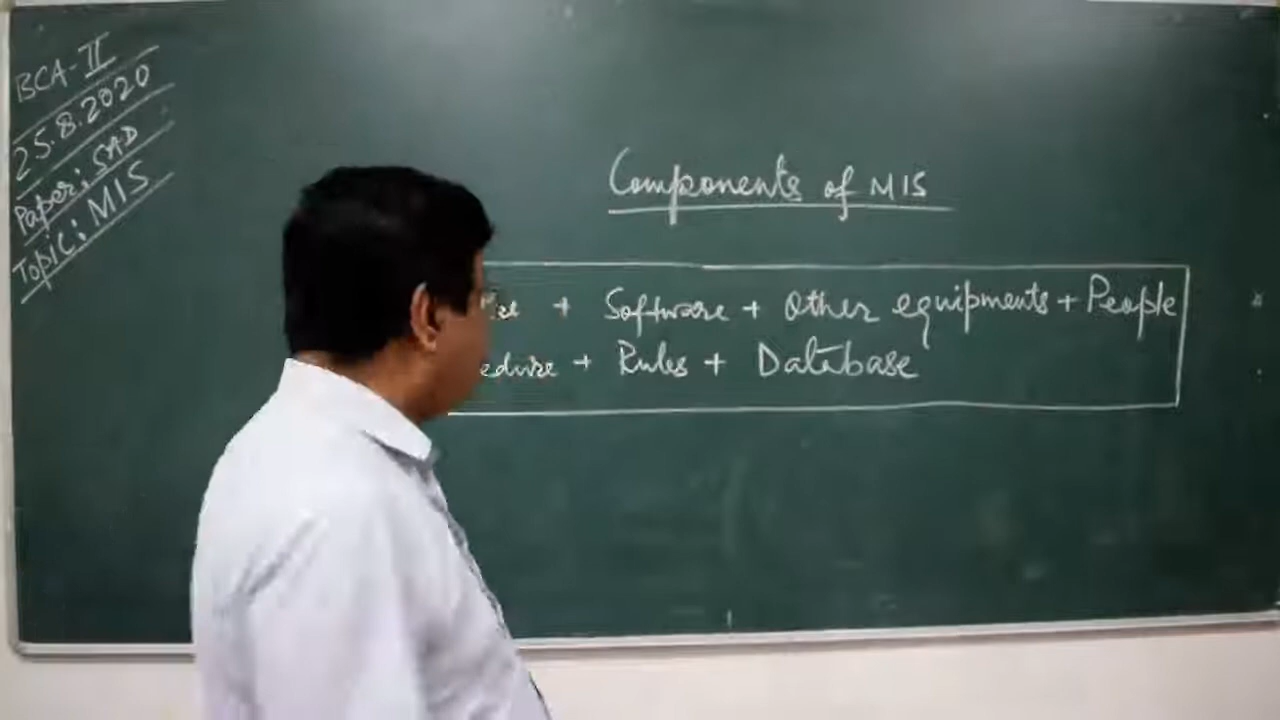 BCA-II
25.8.2020
Paper: SAD
Topic: MIS
Components of MIS
+ Software + Other equipments + People
+ Rules + Database